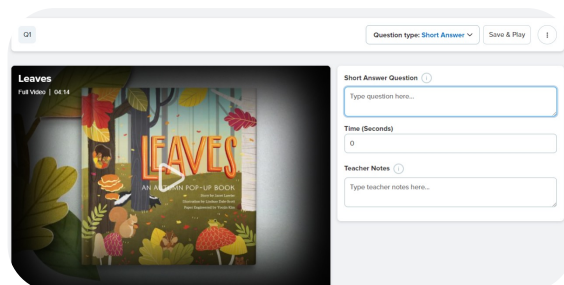 Q1
Question type: Short Answer
Save & Play
Leaves
Full Video | 04:14
LEAVES
AN AUTUMN POP-UP BOOK
Short Answer Question
Type question here...
Time (Seconds)
0
Teacher Notes
Type teacher notes here...